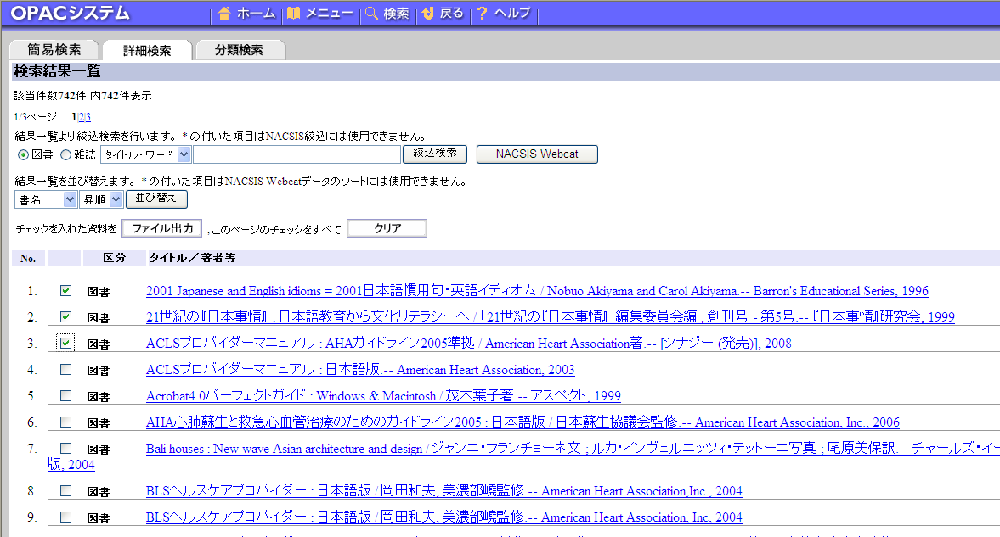 OPACシステム ホーム メニュー 検索 戻る ヘルプ
簡易検索 詳細検索 分類検索
検索結果一覧
該当件数742件 内742件表示
1/3ページ 1|2|3
結果一覧より絞込検索を行います。 * の付いた項目はNACSIS絞込には使用できません。
図書 雑誌 タイトル・ワード 絞込検索 NACSIS Webcat
結果一覧を並び替えます。 * の付いた項目はNACSIS Webcatデータのソートには使用できません。
書名 昇順 並び替え
チェックを入れた資料を ファイル出力 ,このページのチェックをすべて クリア
No. 区分 タイトル／著者等
1. 図書 2001 Japanese and English idioms = 2001日本語慣用句・英語イディオム / Nobuo Akiyama and Carol Akiyama.-- Barron's Educational Series, 1996
2. 図書 21世紀の『日本事情』 : 日本語教育から文化リテラシーへ / 「21世紀の『日本事情』」編集委員会編 ; 創刊号 - 第5号.-- 『日本事情』研究会, 1999
3. 図書 ACLSプロバイダーマニュアル : AHAガイドライン2005準拠 / American Heart Association著.-- [シナジー (発売)], 2008
4. 図書 ACLSプロバイダーマニュアル : 日本語版.-- American Heart Association, 2003
5. 図書 Acrobat4.0パーフェクトガイド : Windows & Macintosh / 茂木葉子著.-- アスペクト, 1999
6. 図書 AHA心肺蘇生と救急心血管治療のためのガイドライン2005 : 日本語版 / 日本蘇生協議会監修.-- American Heart Association, Inc., 2006
7. 図書 Bali houses : New wave Asian architecture and design / ジャンニ・フランチョーネ文 ; ルカ・インヴェルニッツィ・テットーニ写真 ; 尾原美保訳.-- チャールズ・イー
版, 2004
8. 図書 BLSヘルスケアプロバイダー : 日本語版 / 岡田和夫, 美濃部嶢監修.-- American Heart Association,Inc., 2004
9. 図書 BLSヘルスケアプロバイダー : 日本語版 / 岡田和夫, 美濃部嶢監修.-- American Heart Association, Inc, 2004